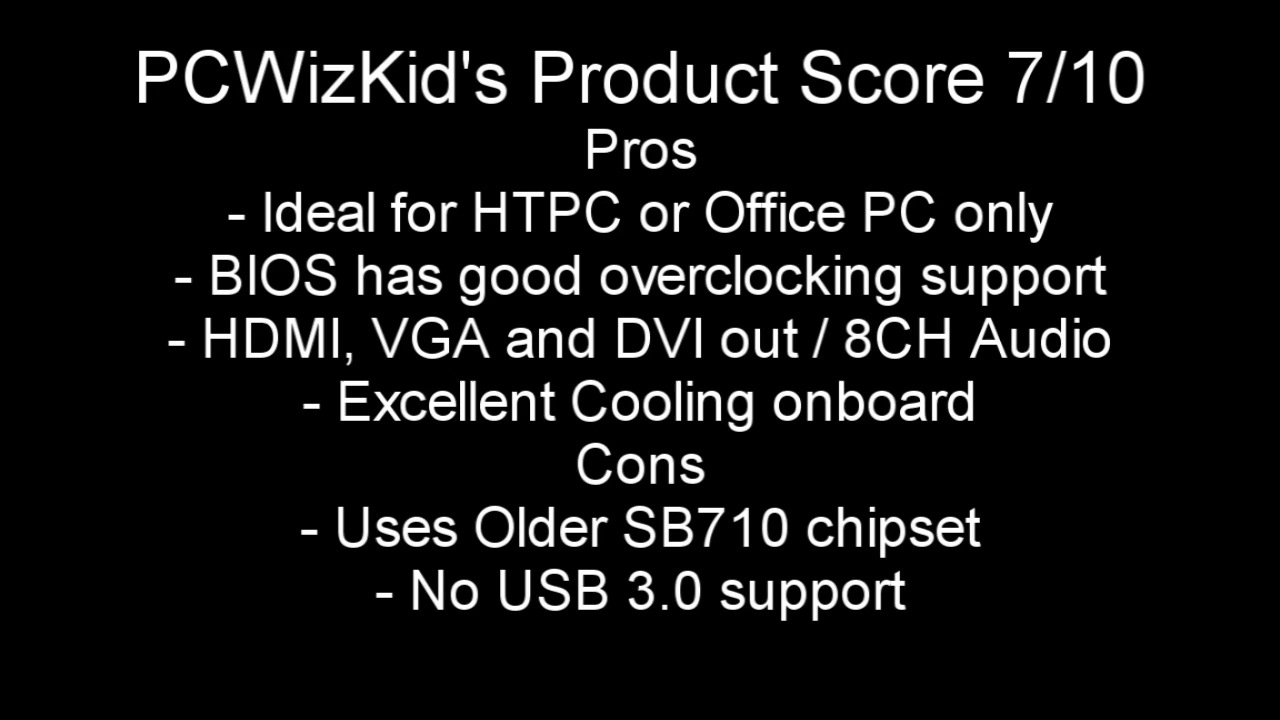 PCWizKid's Product Score 7/10
Pros
- Ideal for HTPC or Office PC only
- BIOS has good overclocking support
- HDMI, VGA and DVI out / 8CH Audio
- Excellent Cooling onboard
Cons
- Uses Older SB710 chipset
- No USB 3.0 support